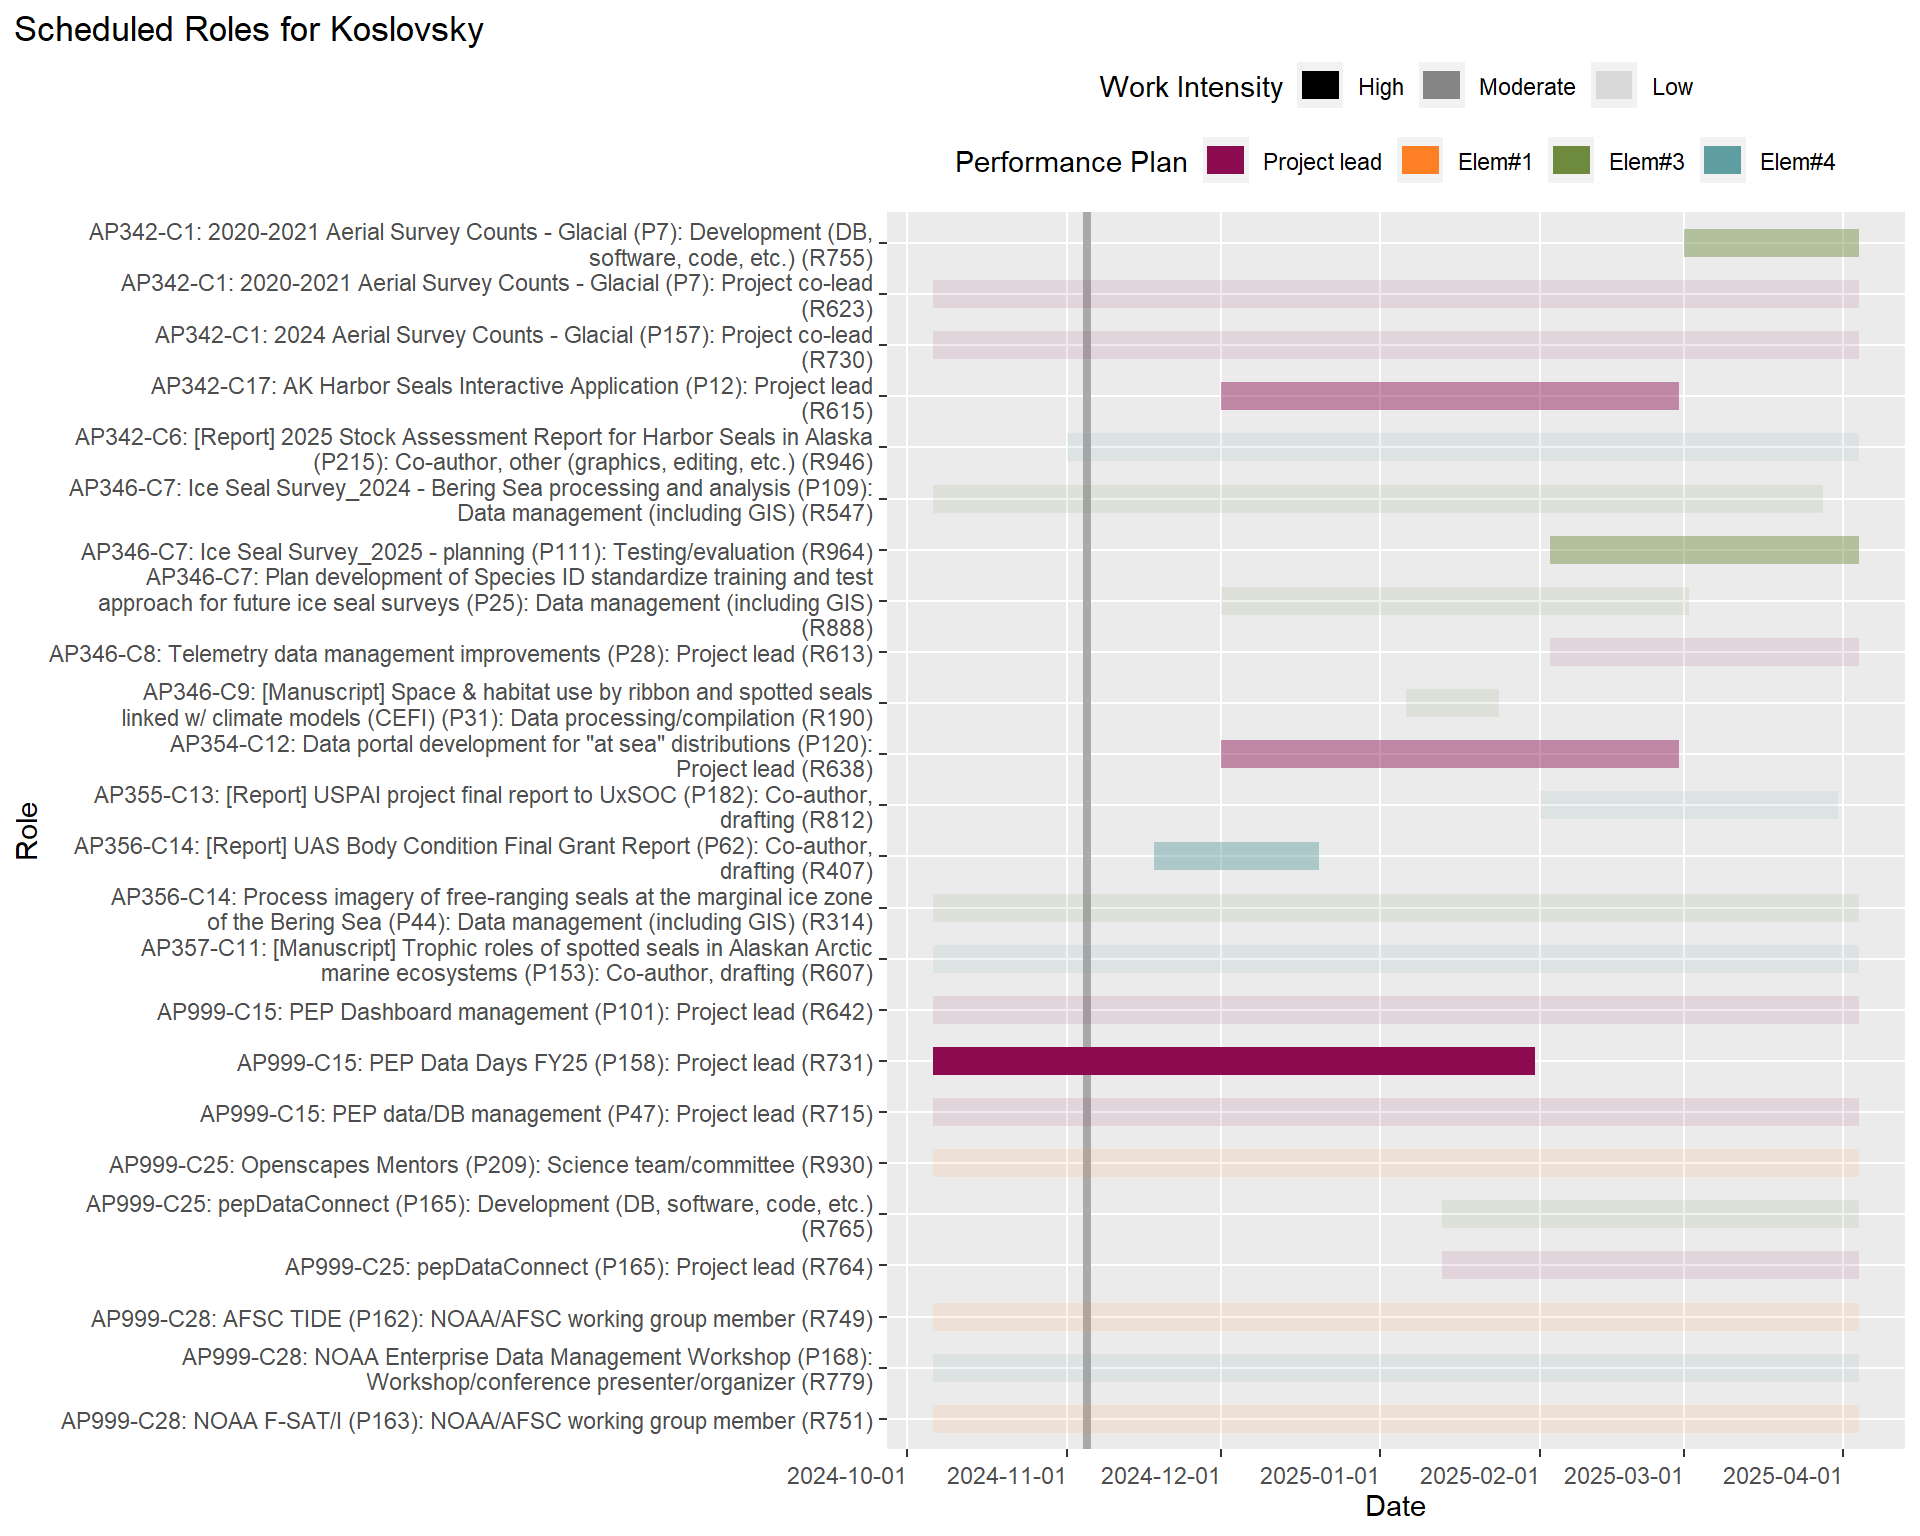 Scheduled Roles for Koslovsky
Work Intensity High Moderate Low
Performance Plan Project lead Elem#1 Elem#3 Elem#4
AP342-C1: 2020-2021 Aerial Survey Counts - Glacial (P7): Development (DB,
software, code, etc.) (R755)
AP342-C1: 2020-2021 Aerial Survey Counts - Glacial (P7): Project co-lead
(R623)
AP342-C1: 2024 Aerial Survey Counts - Glacial (P157): Project co-lead
(R730)
AP342-C17: AK Harbor Seals Interactive Application (P12): Project lead
(R615)
AP342-C6: [Report] 2025 Stock Assessment Report for Harbor Seals in Alaska
(P215): Co-author, other (graphics, editing, etc.) (R946)
AP346-C7: Ice Seal Survey_2024 - Bering Sea processing and analysis (P109):
Data management (including GIS) (R547)
AP346-C7: Ice Seal Survey_2025 - planning (P111): Testing/evaluation (R964)
AP346-C7: Plan development of Species ID standardize training and test
approach for future ice seal surveys (P25): Data management (including GIS)
(R888)
AP346-C8: Telemetry data management improvements (P28): Project lead (R613)
AP346-C9: [Manuscript] Space & habitat use by ribbon and spotted seals
linked w/ climate models (CEFI) (P31): Data processing/compilation (R190)
AP354-C12: Data portal development for "at sea" distributions (P120):
Project lead (R638)
AP355-C13: [Report] USPAI project final report to UxSOC (P182): Co-author,
drafting (R812)
AP356-C14: [Report] UAS Body Condition Final Grant Report (P62): Co-author,
drafting (R407)
AP356-C14: Process imagery of free-ranging seals at the marginal ice zone
of the Bering Sea (P44): Data management (including GIS) (R314)
AP357-C11: [Manuscript] Trophic roles of spotted seals in Alaskan Arctic
marine ecosystems (P153): Co-author, drafting (R607)
AP999-C15: PEP Dashboard management (P101): Project lead (R642)
AP999-C15: PEP Data Days FY25 (P158): Project lead (R731)
AP999-C15: PEP data/DB management (P47): Project lead (R715)
AP999-C25: Openscapes Mentors (P209): Science team/committee (R930)
AP999-C25: pepDataConnect (P165): Development (DB, software, code, etc.)
(R765)
AP999-C25: pepDataConnect (P165): Project lead (R764)
AP999-C28: AFSC TIDE (P162): NOAA/AFSC working group member (R749)
AP999-C28: NOAA Enterprise Data Management Workshop (P168):
Workshop/conference presenter/organizer (R779)
AP999-C28: NOAA F-SAT/I (P163): NOAA/AFSC working group member (R751)
Role
2024-10-01 2024-11-01 2024-12-01 2025-01-01 2025-02-01 2025-03-01 2025-04-01
Date